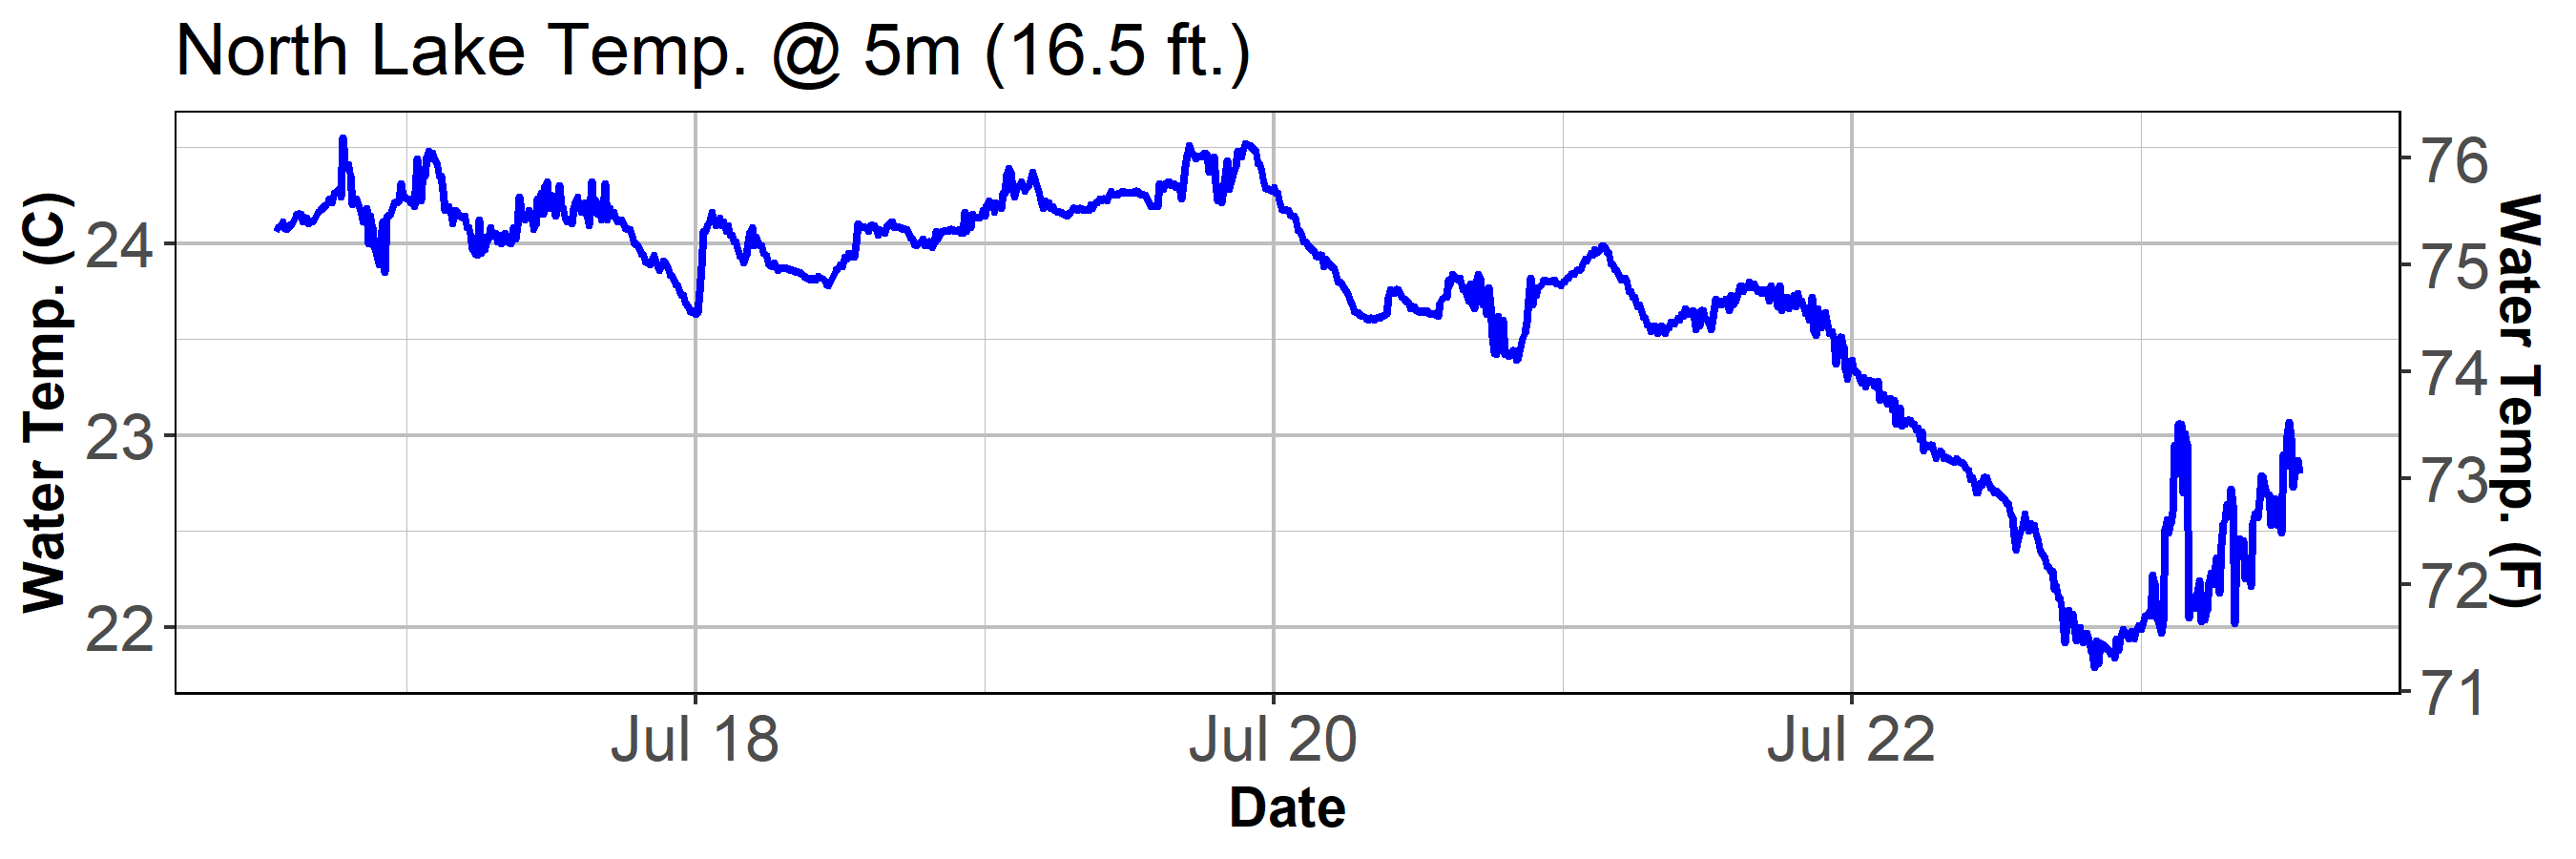 North Lake Temp. @ 5m (16.5 ft.)
Water Temp. (C)
24
23
22
76
75
74
73
72
71
Water Temp. (F)
Jul 18 Jul 20 Jul 22
Date